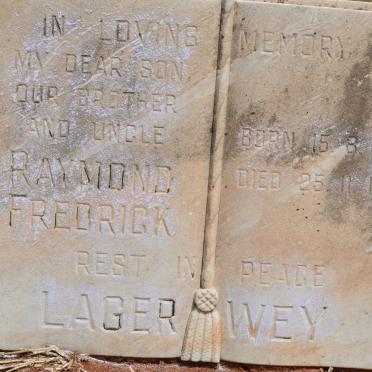 IN LOVING MEMORY
MY DEAR SON,
OUR BROTHER
AND UNCLE
RAYMOND
FREDRICK
BORN 15. 8
DIED 25. 11. 1
REST IN PEACE
LAGERWEY